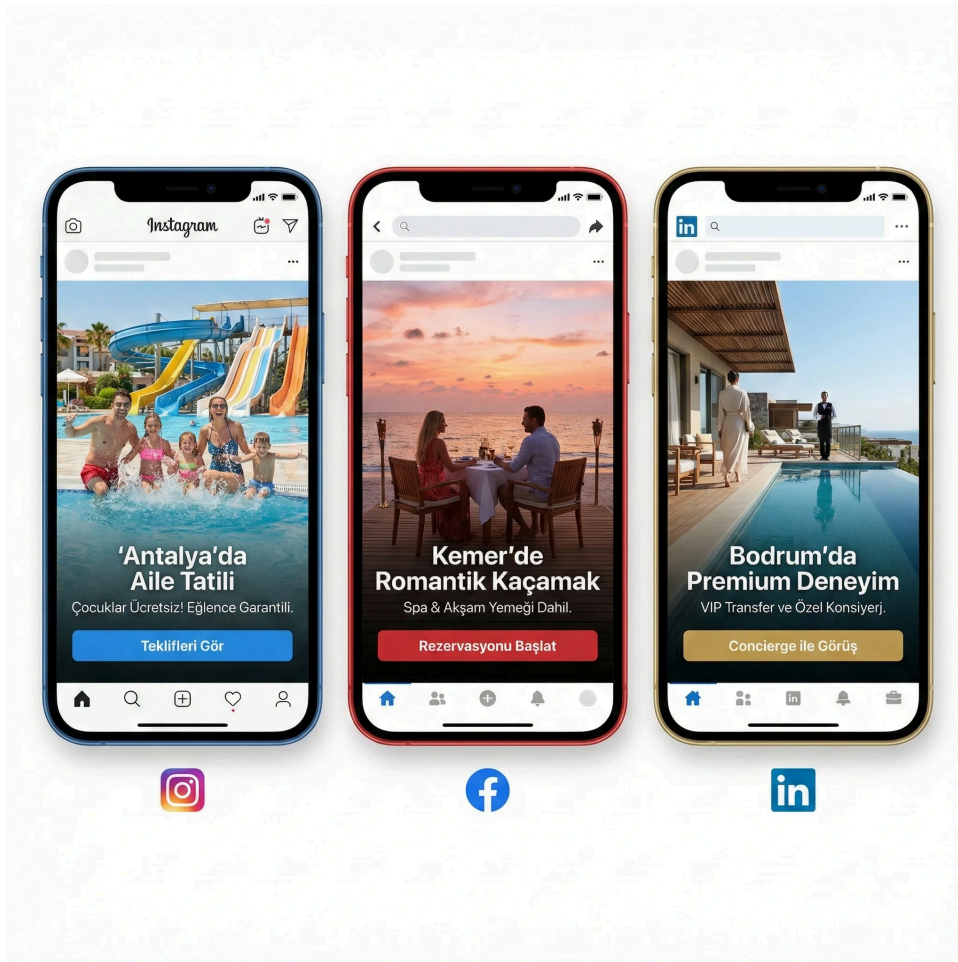 Instagram
'Antalya'da
Aile Tatili
Çocuklar Ücretsiz! Eğlence Garantili.
Teklifleri Gör
Kemer'de
Romantik Kaçamak
Spa & Akşam Yemeği Dahil.
Rezervasyonu Başlat
in
Bodrum'da
Premium Deneyim
VIP Transfer ve Özel Konsiyerj.
Concierge ile Görüş
in
f
in